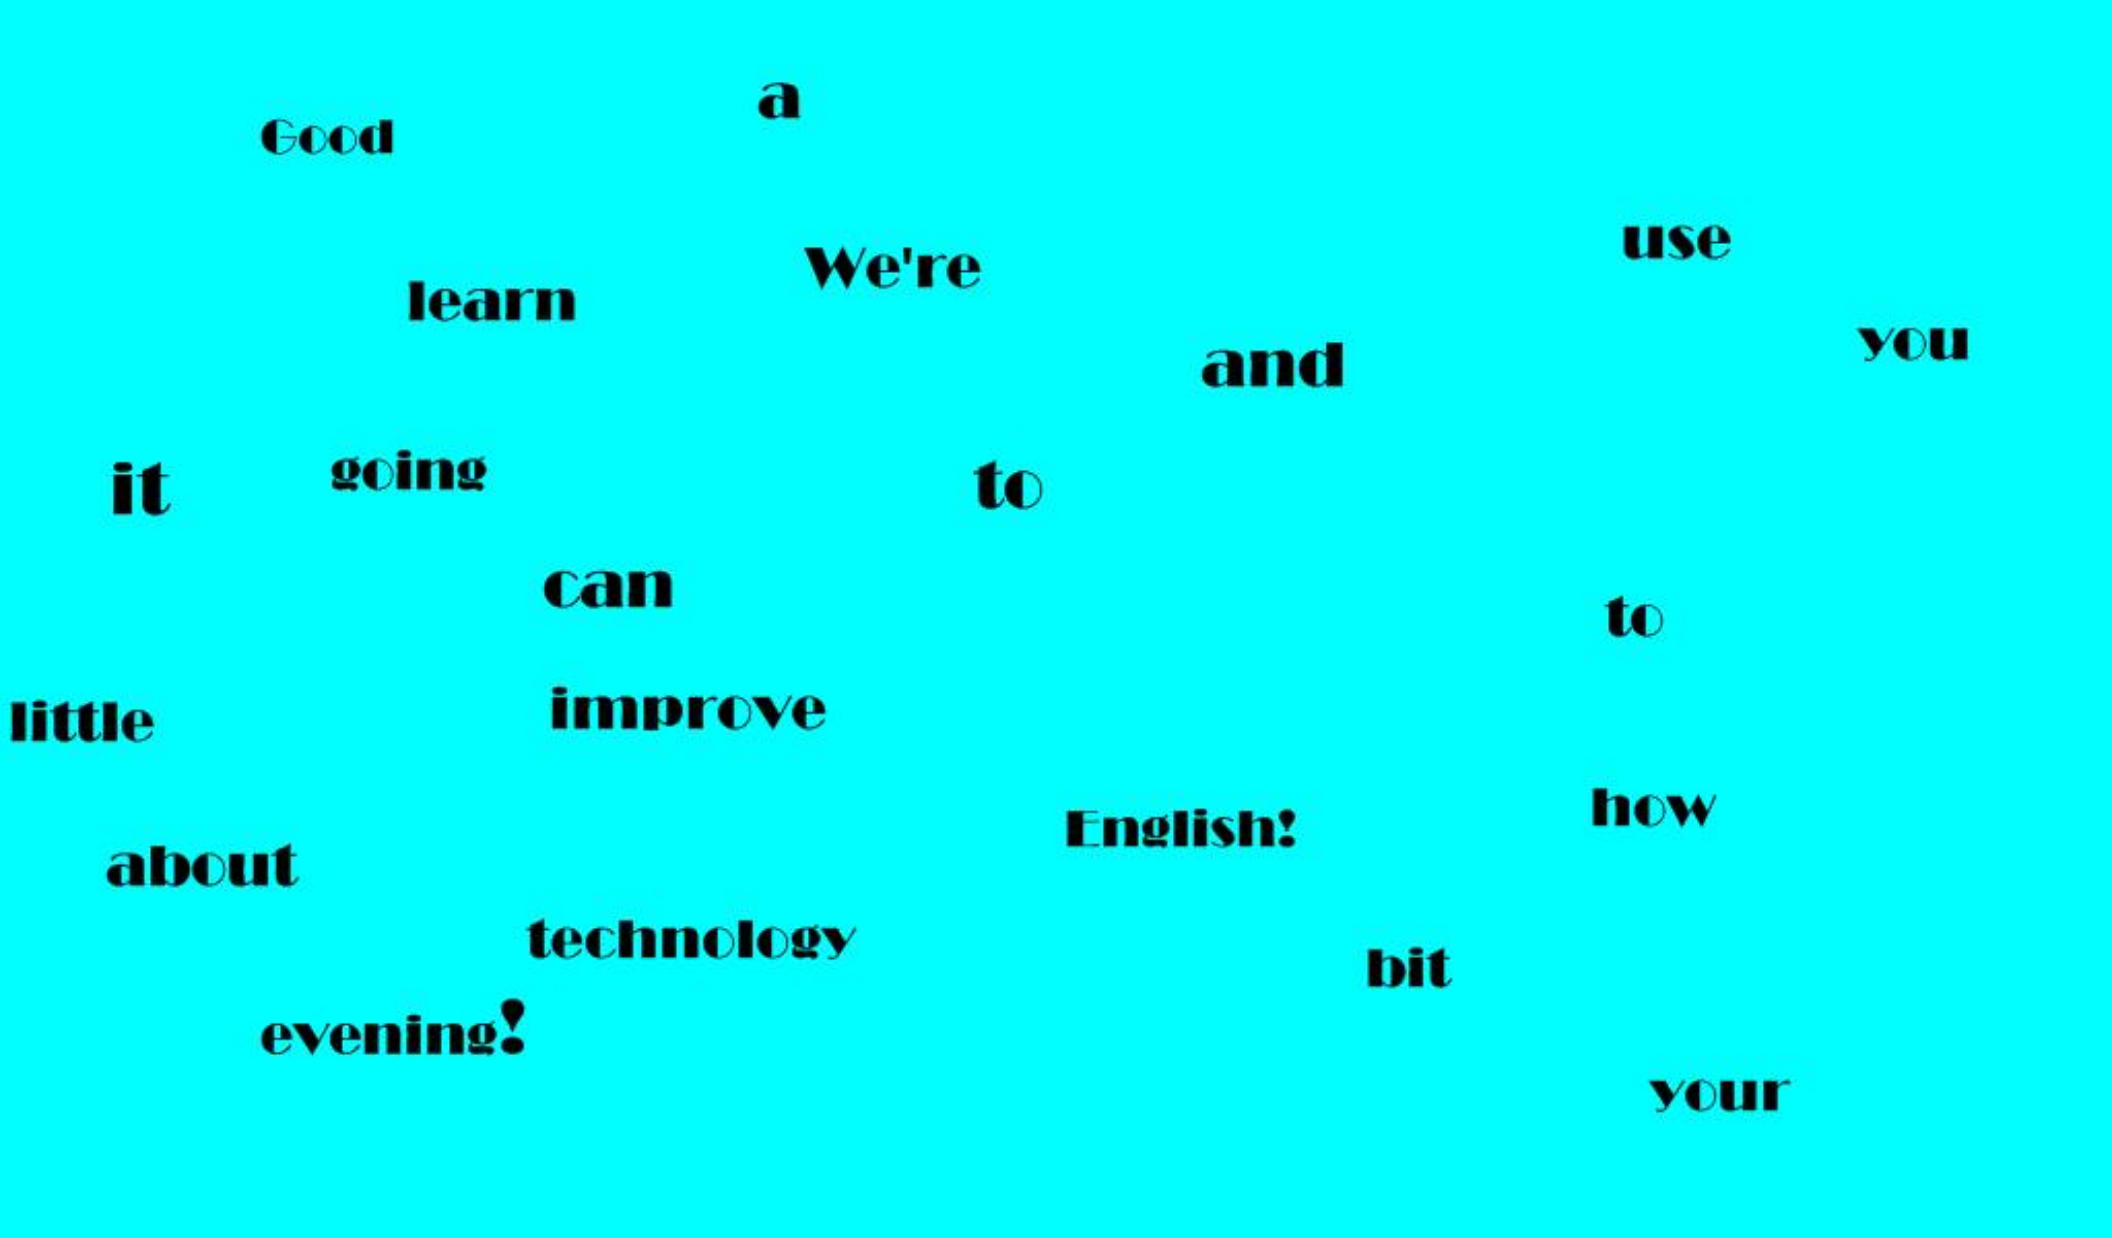 a
Good
use
We're
learn
you
and
it going to
can
to
improve
little
how
English!
about
technology
bit
evening!
your